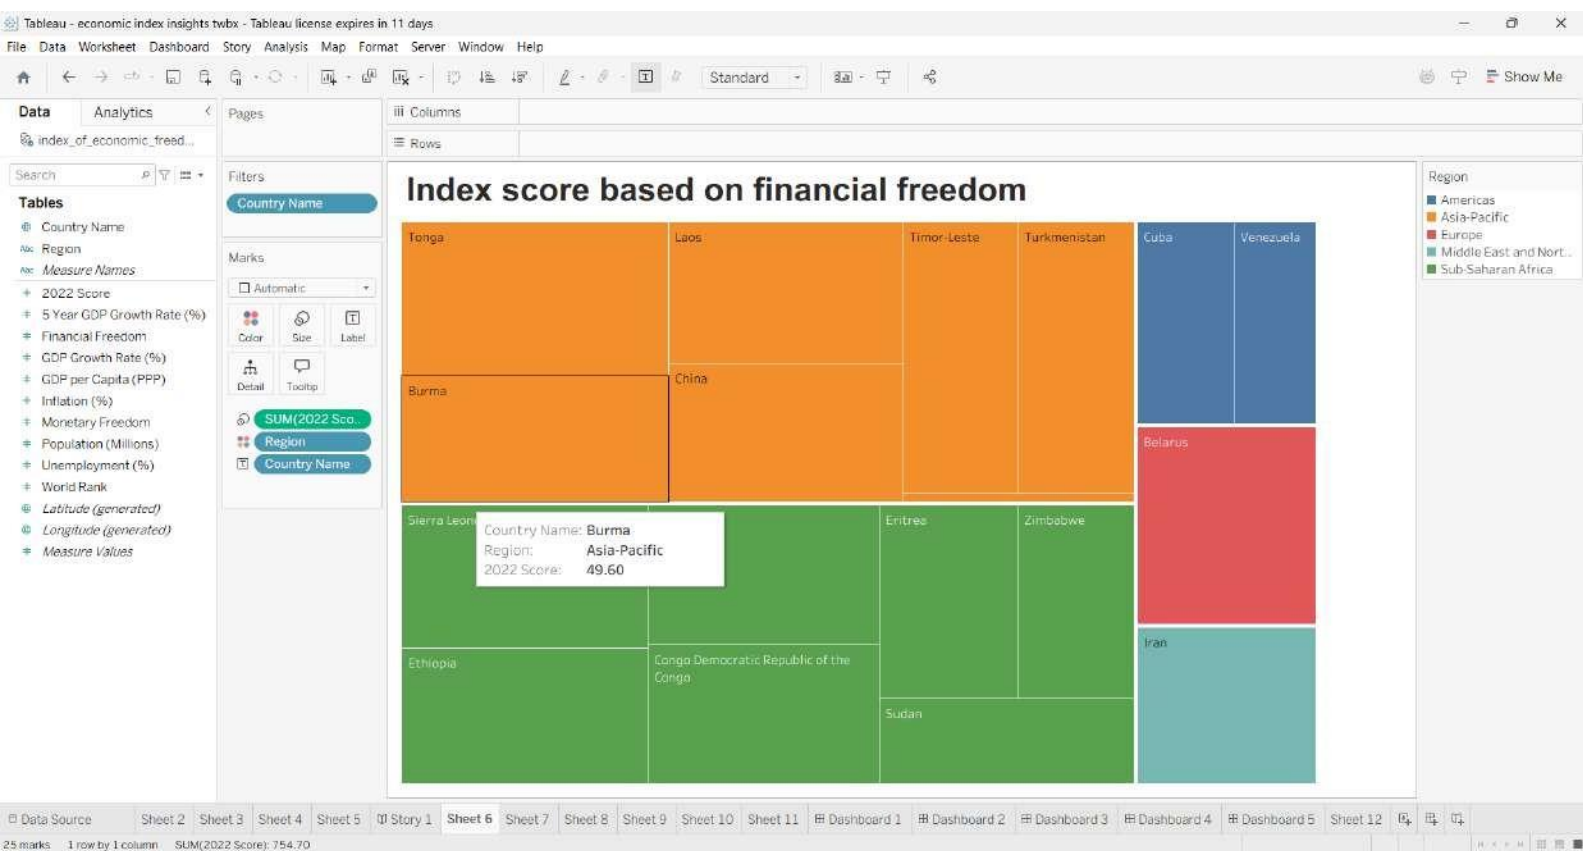 Tableau - economic index insights twbx - Tableau license expires in 11 days
File Data Worksheet Dashboard Story Analysis Map Format Server Window Help
Standard
Show Me
Data Analytics
index_of_economic_freed...
Search
Tables
Country Name
Abc Region
Abc Measure Names
2022 Score
5 Year GDP Growth Rate (%)
Financial Freedom
GDP Growth Rate (%)
GDP per Capita (PPP)
Inflation (%)
Monetary Freedom
Population (Millions)
Unemployment (%)
World Rank
Latitude (generated)
Longitude (generated)
Measure Values
Pages
Filters
Country Name
Marks
Automatic
Color Size Label
Detail Tooltip
SUM(2022 Sco..
Region
Country Name
Columns
Rows
Index score based on financial freedom
Tonga Laos Timor-Leste Turkmenistan Cuba Venezuela
Burma China
Belarus
Sierra Leon Eritrea Zimbabwe
Country Name: Burma
Region: Asia-Pacific
2022 Score: 49.60
Iran
Ethiopia
Congo Democratic Republic of the
Congo
Sudan
Region
Americas
Asia-Pacific
Europe
Middle East and Nort...
Sub-Saharan Africa
Data Source Sheet 2 Sheet 3 Sheet 4 Sheet 5 Story 1 Sheet 6 Sheet 7 Sheet 8 Sheet 9 Sheet 10 Sheet 11 Dashboard 1 Dashboard 2 Dashboard 3 Dashboard 4 Dashboard 5 Sheet 12
25 marks 1 row by 1 column SUM(2022 Score): 754.70